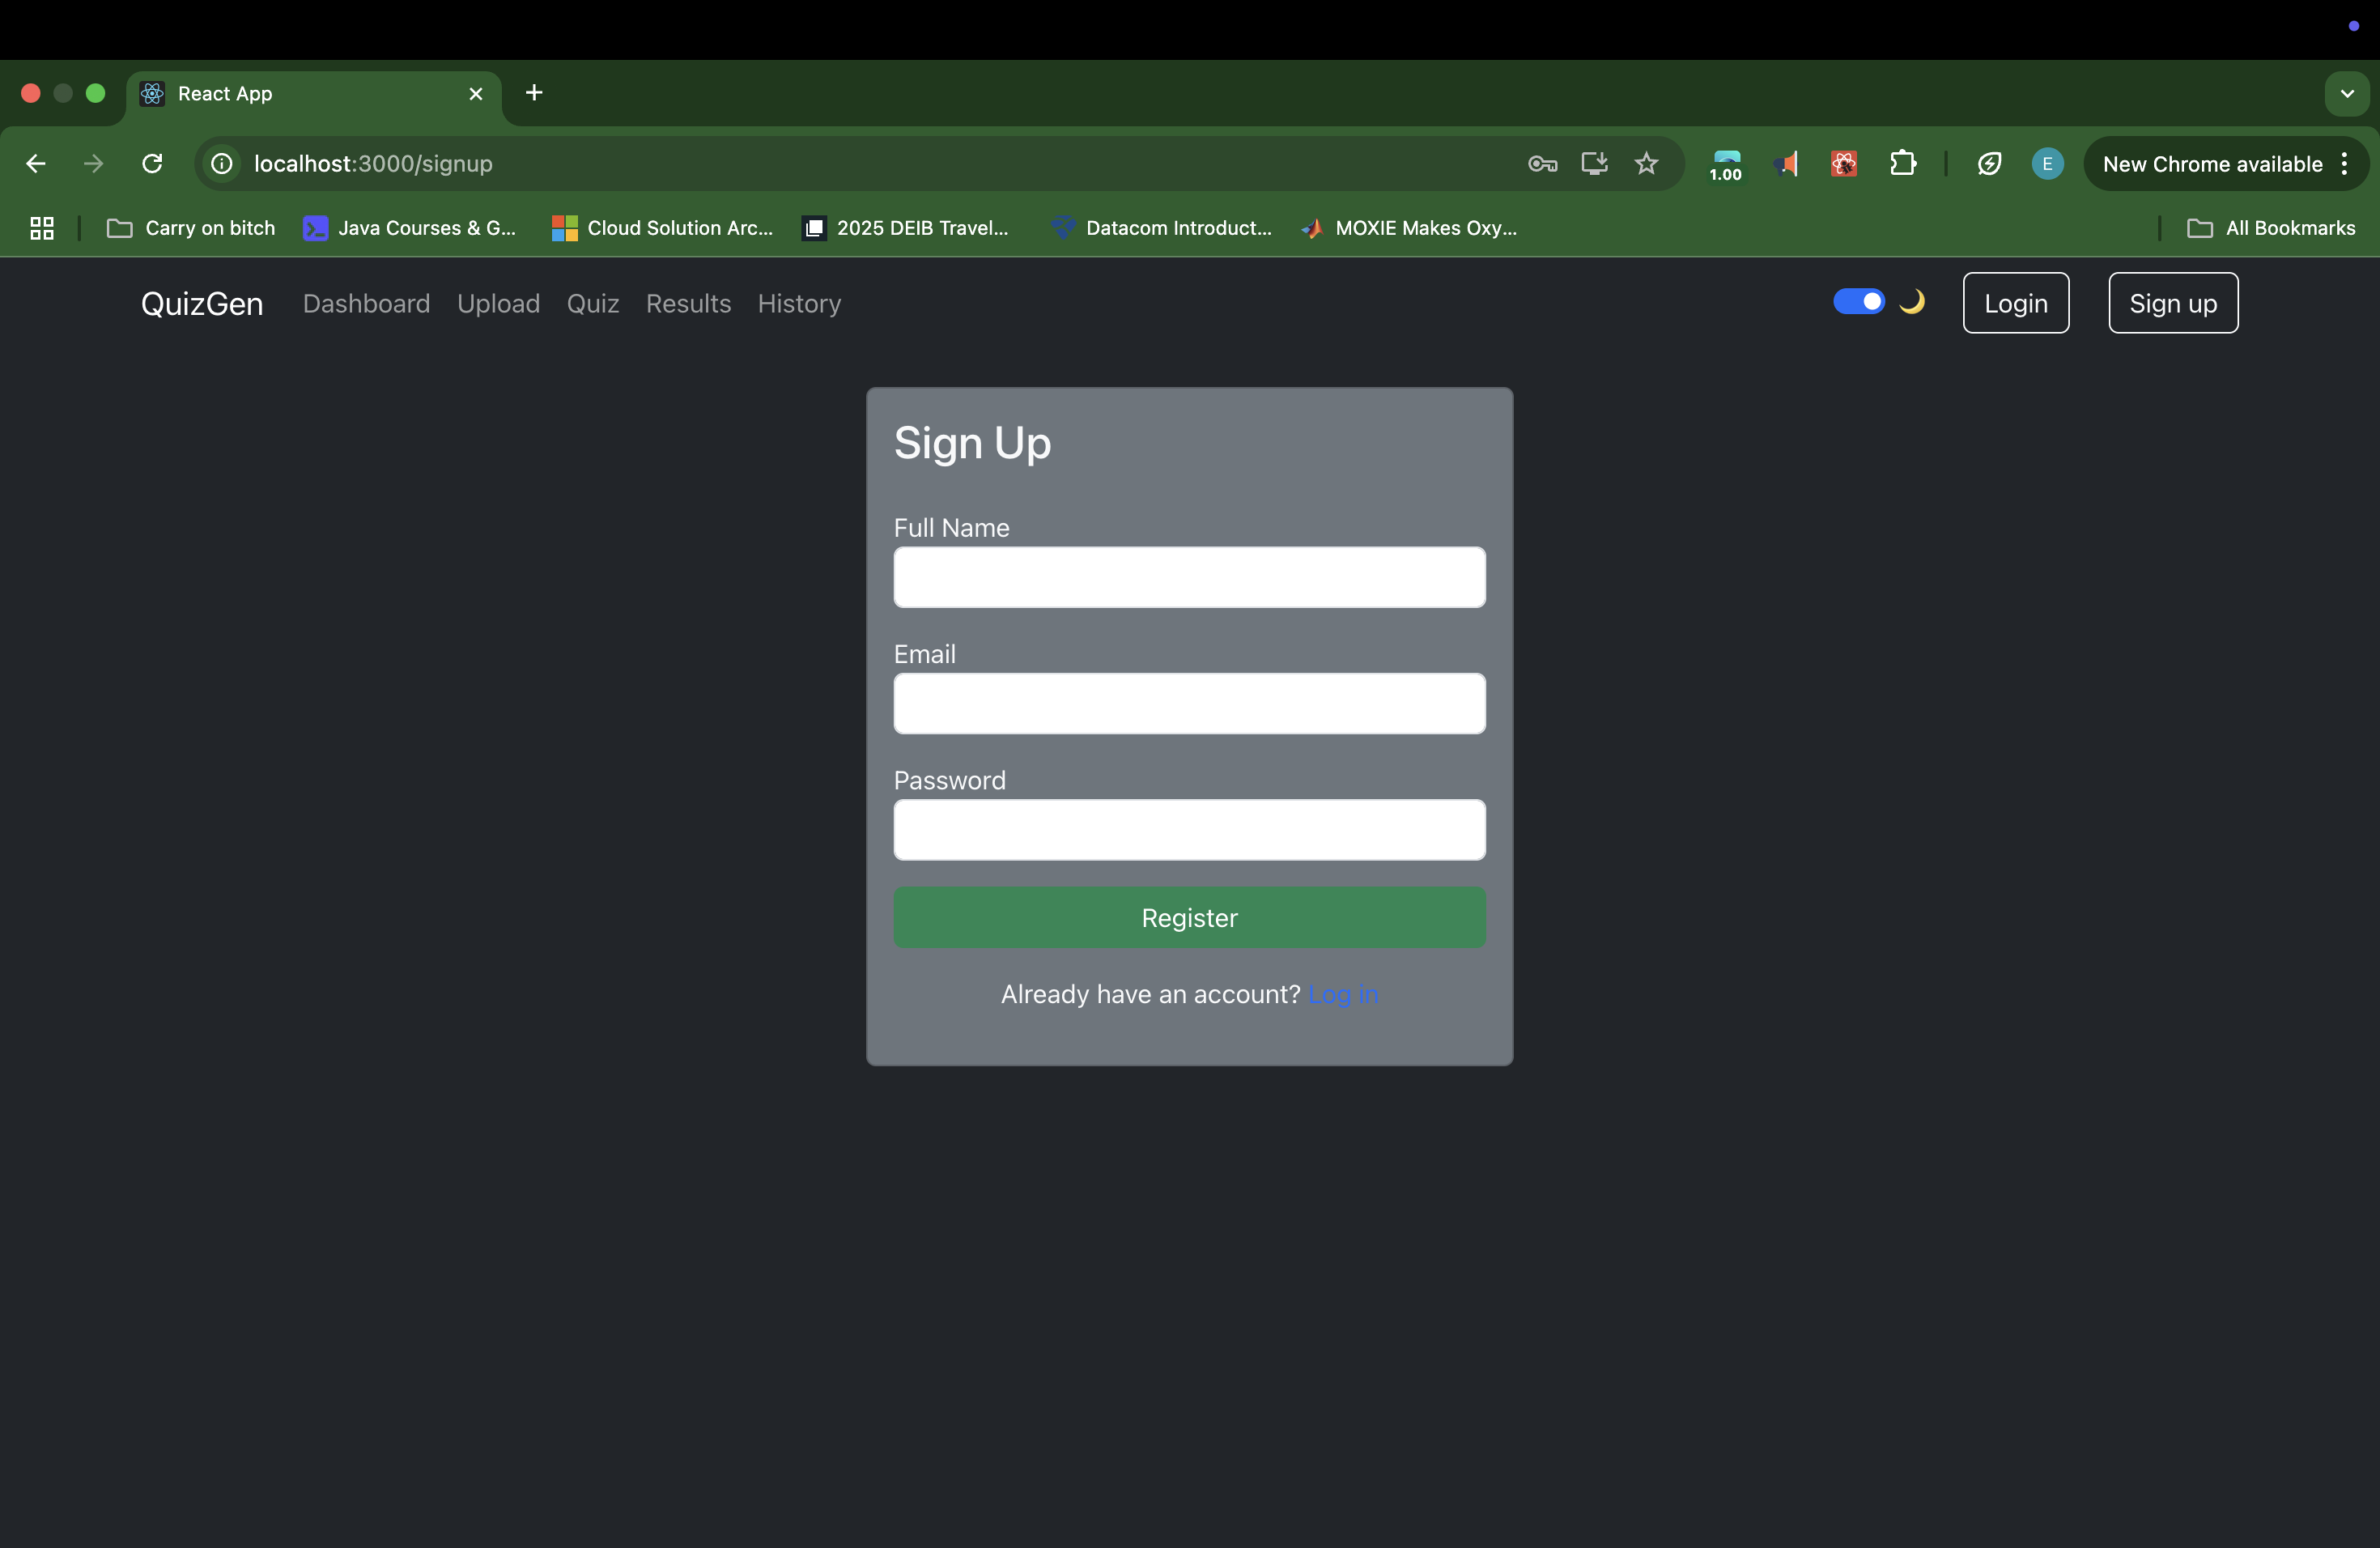 React App
localhost:3000/signup
1.00
E
New Chrome available
Carry on bitch
Java Courses & G...
Cloud Solution Arc...
2025 DEIB Travel...
Datacom Introduct...
MOXIE Makes Oxy...
All Bookmarks
QuizGen Dashboard Upload Quiz Results History
Login
Sign up
Sign Up
Full Name
Email
Password
Register
Already have an account? Log in